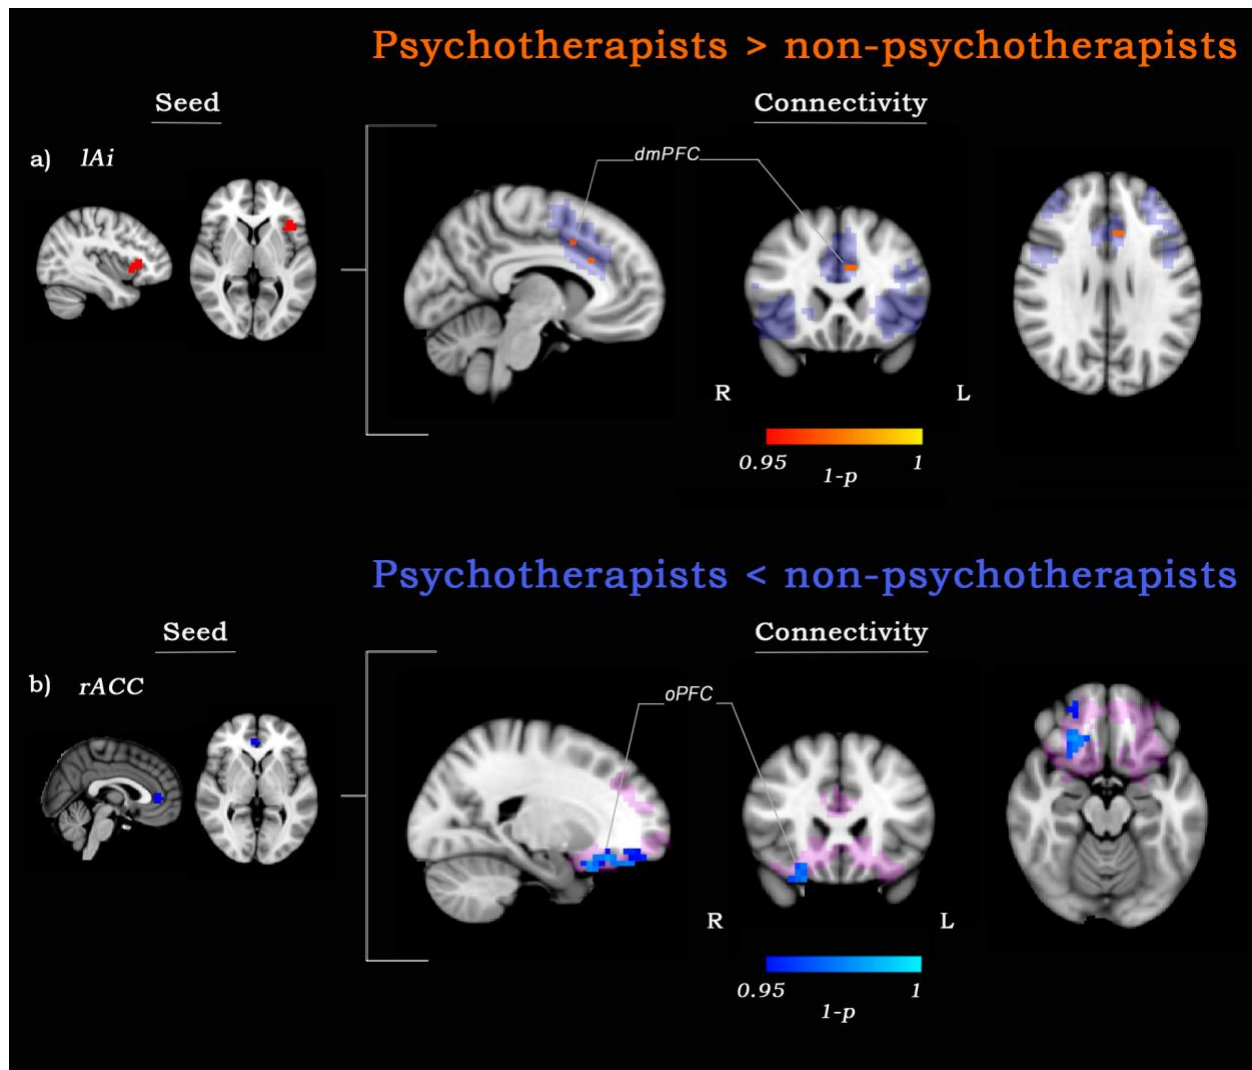 Psychotherapists > non-psychotherapists
Seed
Connectivity
a) lAi
dmPFC
R
L
0.95
1
1-p
Psychotherapists < non-psychotherapists
Seed
Connectivity
b) rACC
oPFC
R
L
0.95
1
1-p